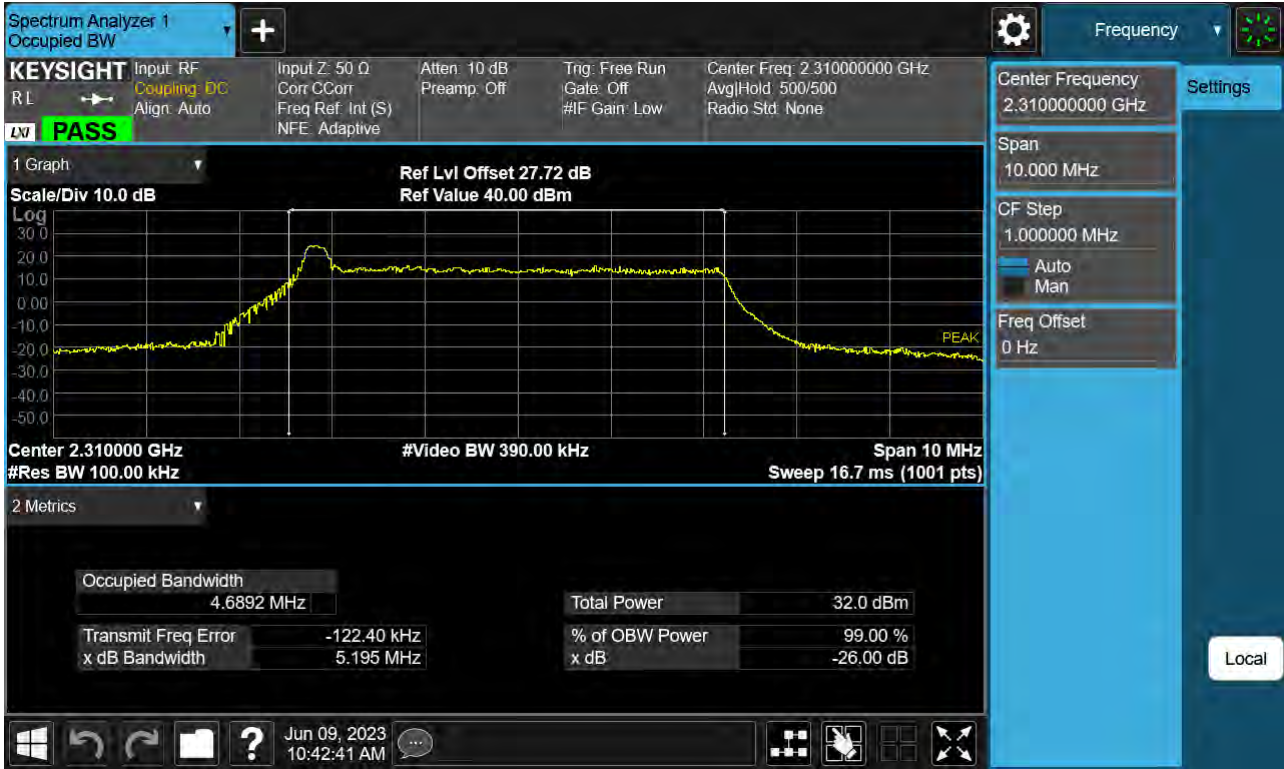 Spectrum Analyzer 1
Occupied BW
Frequency
KEYSIGHT
R L
LXI
PASS
Input: RF
Coupling: DC
Align: Auto
Input Z: 50 Ω
Corr CCorr
Freq Ref: Int (S)
NFE: Adaptive
Atten: 10 dB
Preamp: Off
Trig: Free Run
Gate: Off
#IF Gain: Low
Center Freq: 2.310000000 GHz
Avg|Hold: 500/500
Radio Std: None
Center Frequency
2.310000000 GHz
Settings
Span
10.000 MHz
CF Step
1.000000 MHz
Auto
Man
Freq Offset
0 Hz
Local
1 Graph
Scale/Div 10.0 dB
Ref Lvl Offset 27.72 dB
Ref Value 40.00 dBm
Log
30.0
20.0
10.0
0.00
-10.0
-20.0
-30.0
-40.0
-50.0
PEAK
Center 2.310000 GHz
#Video BW 390.00 kHz
Span 10 MHz
#Res BW 100.00 kHz
Sweep 16.7 ms (1001 pts)
2 Metrics
Occupied Bandwidth
4.6892 MHz
Total Power 32.0 dBm
Transmit Freq Error -122.40 kHz
% of OBW Power 99.00 %
x dB Bandwidth 5.195 MHz
x dB -26.00 dB
?
Jun 09, 2023
10:42:41 AM